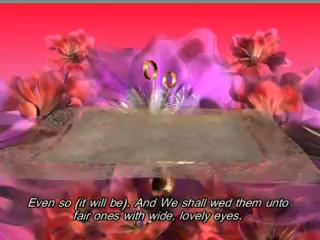 Even so (it will be). And We shall wed them unto
fair ones with wide, lovely eyes.